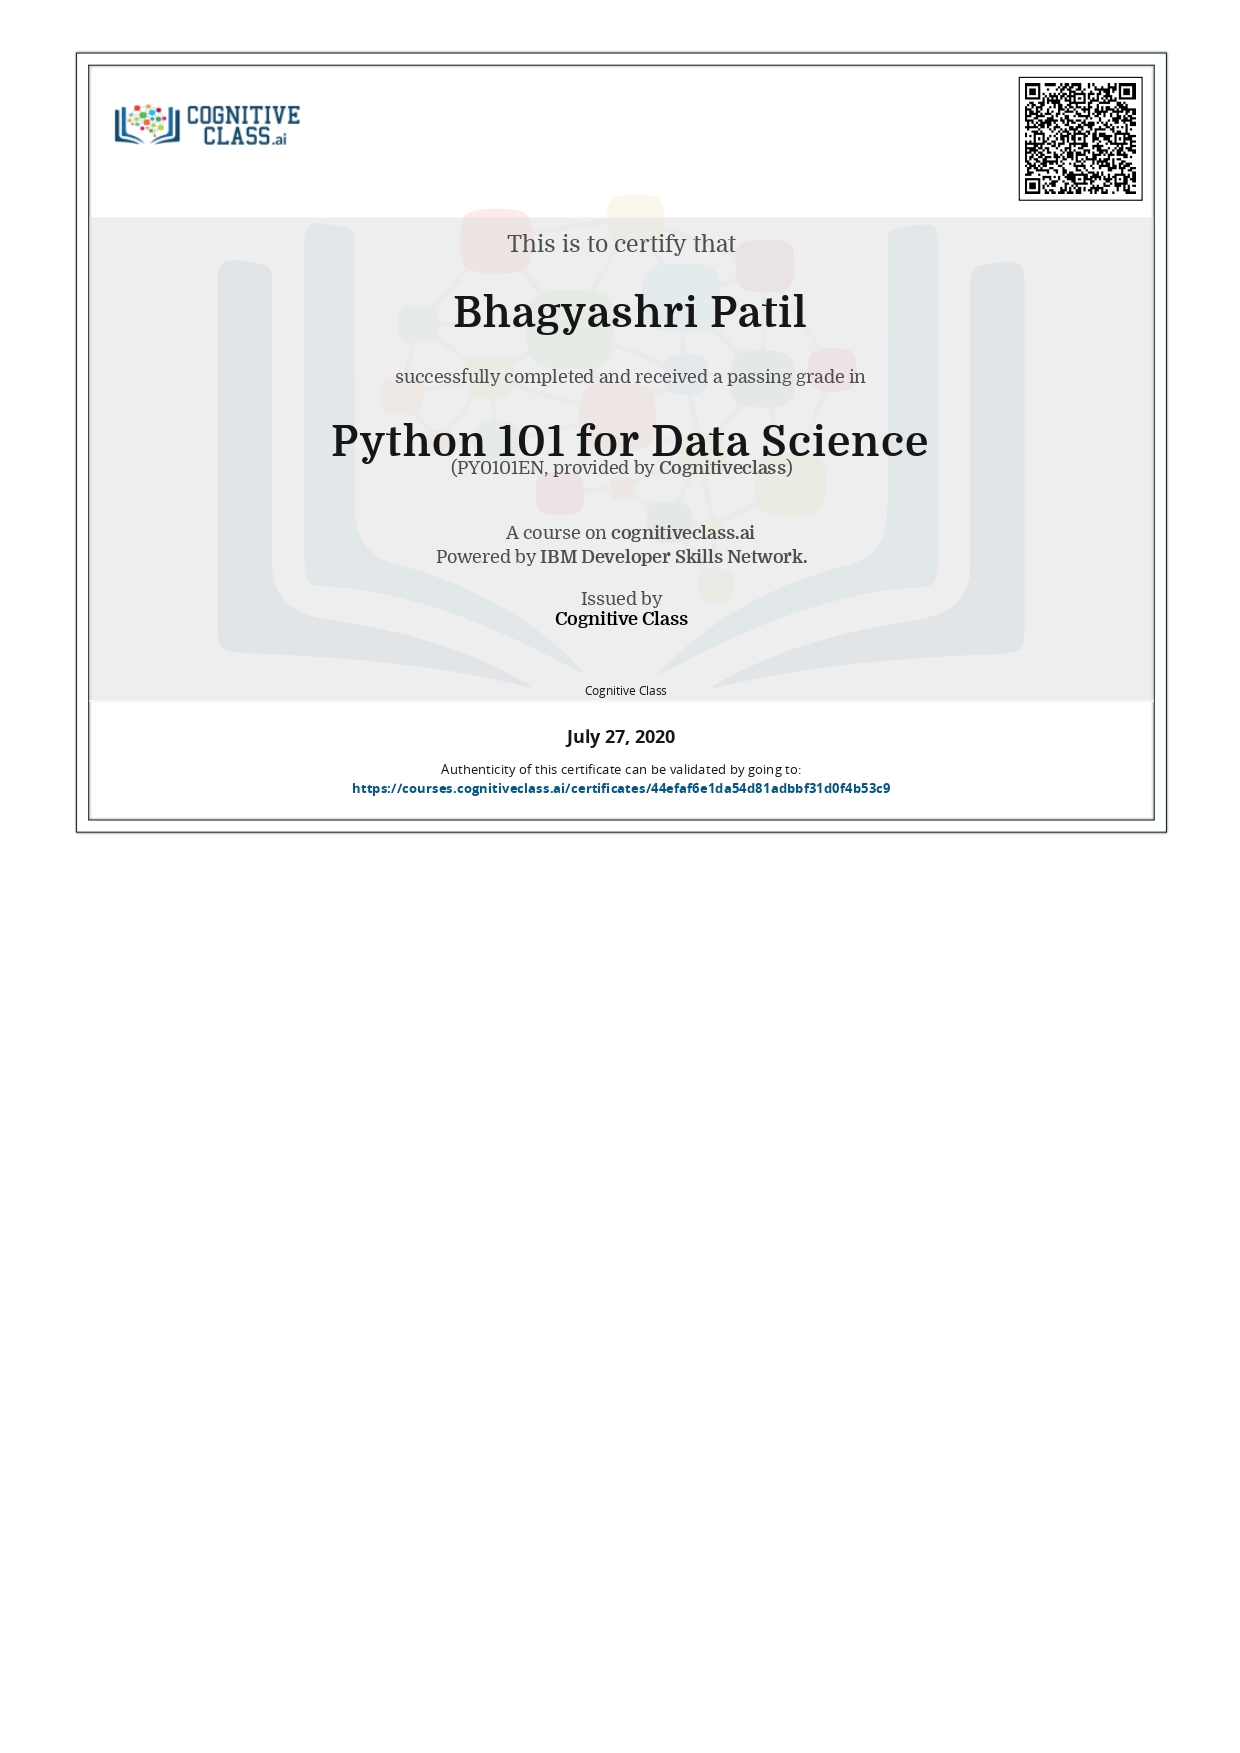 COGNITIVE
CLASS.ai
This is to certify that
Bhagyashri Patil
successfully completed and received a passing grade in
Python 101 for Data Science
(PY0101EN, provided by Cognitiveclass)
A course on cognitiveclass.ai
Powered by IBM Developer Skills Network.
Issued by
Cognitive Class
Cognitive Class
July 27, 2020
Authenticity of this certificate can be validated by going to:
https://courses.cognitiveclass.ai/certificates/44efaf6e1da54d81adbbf31d0f4b53c9